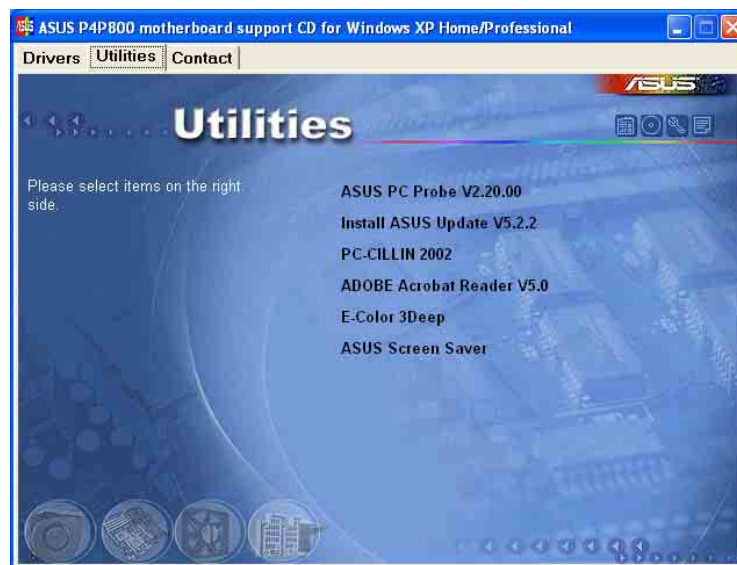 ASUS P4P800 motherboard support CD for Windows XP Home/Professional
Drivers Utilities Contact
ASUS
Utilities
Please select items on the right
side.
ASUS PC Probe V2.20.00
Install ASUS Update V5.2.2
PC-CILLIN 2002
ADOBE Acrobat Reader V5.0
E-Color 3Deep
ASUS Screen Saver